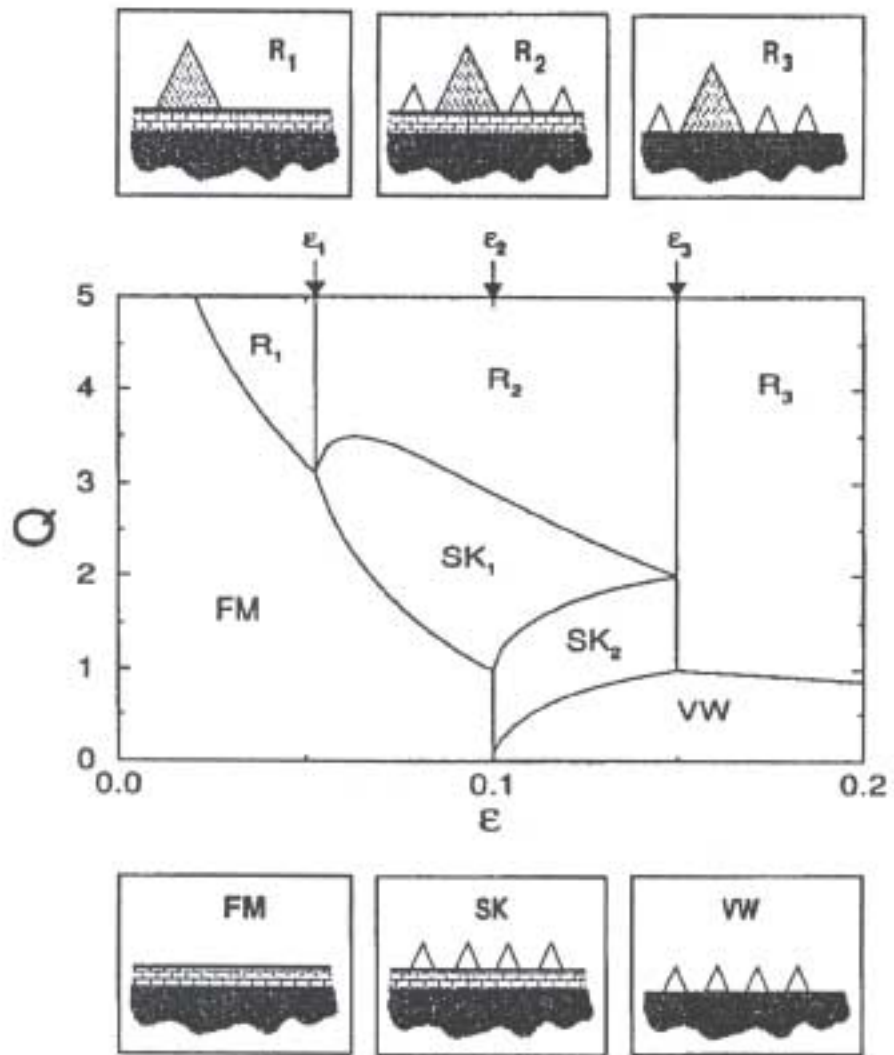 R₁ R₂ R₃
ε₁ ε₂ ε₃
5
4
3
2
1
0
Q
R₁
R₂
R₃
SK₁
FM
SK₂
VW
0.0 0.1 0.2
ε
FM SK VW